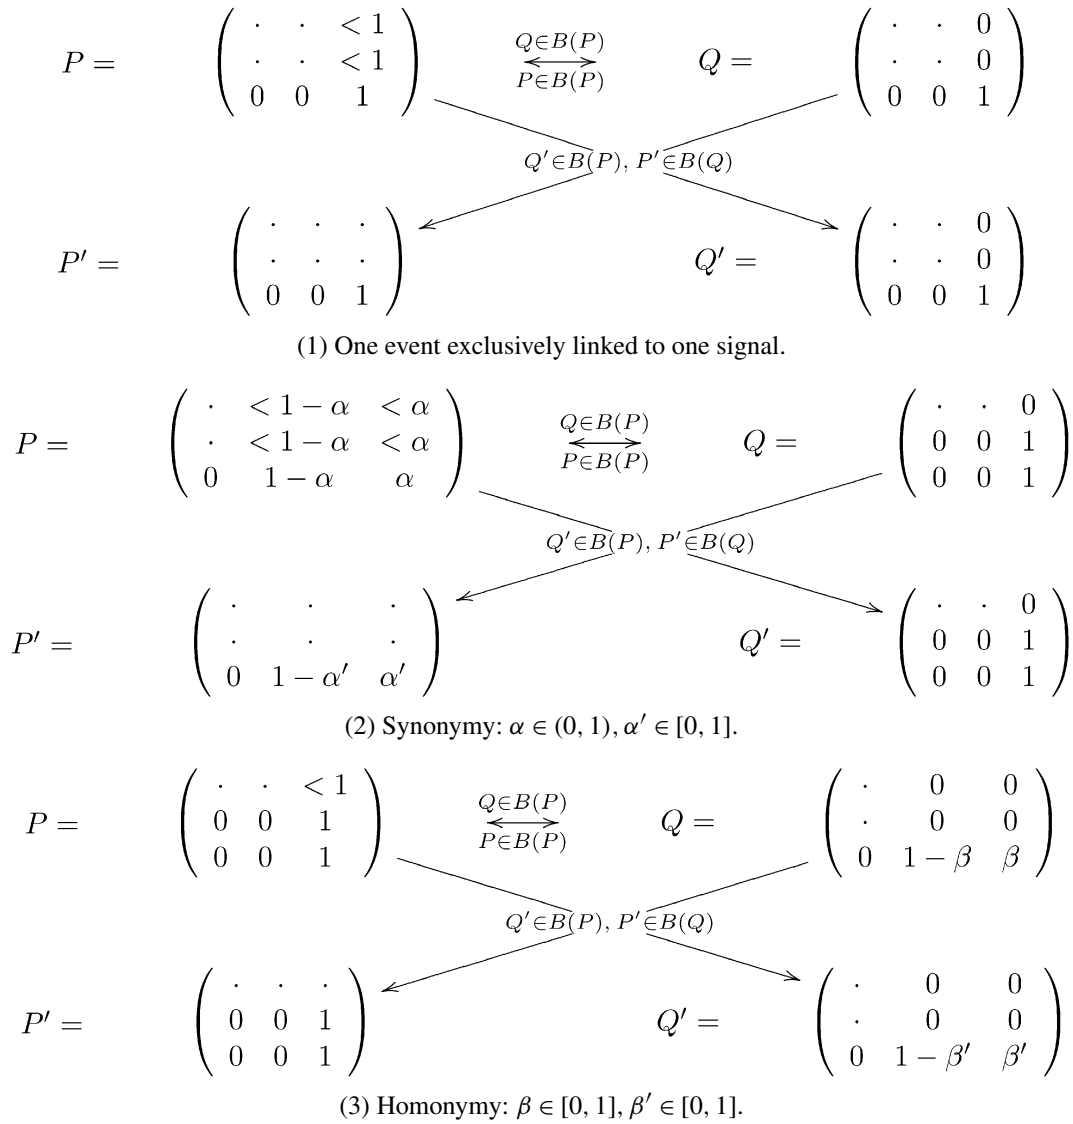 · · < 1
Q∈B(P) · · 0
P = · · < 1 Q = · · 0
P∈B(P)
0 0 1 0 0 1
Q′∈B(P), P′∈B(Q)
· · · · · 0
P′ = · · · Q′ = · · 0
0 0 1 0 0 1
(1) One event exclusively linked to one signal.
· < 1 − α < α · · 0
Q∈B(P)
P = · < 1 − α < α Q = 0 0 1
P∈B(P)
0 1 − α α 0 0 1
Q′∈B(P), P′∈B(Q)
· · · · · 0
P′ = · · · Q′ = 0 0 1
0 1 − α′ α′ 0 0 1
(2) Synonymy: α ∈ (0, 1), α′ ∈ [0, 1].
· · < 1 · 0 0
Q∈B(P)
P = 0 0 1 Q = · 0 0
P∈B(P)
0 0 1 0 1 − β β
Q′∈B(P), P′∈B(Q)
· · · · 0 0
P′ = 0 0 1 Q′ = · 0 0
0 0 1 0 1 − β′ β′
(3) Homonymy: β ∈ [0, 1], β′ ∈ [0, 1].